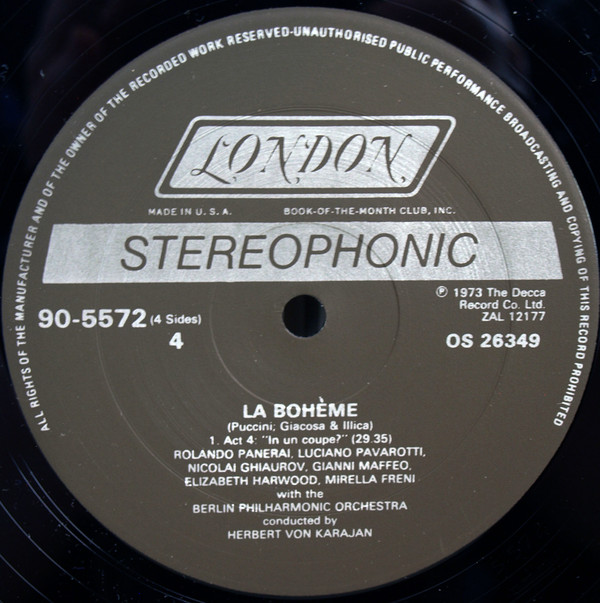 ALL RIGHTS OF THE MANUFACTURER AND OF THE OWNER OF THE RECORDED WORK RESERVED-UNAUTHORISED PUBLIC PERFORMANCE BROADCASTING AND COPYING OF THIS RECORD PROHIBITED
LONDON
MADE IN U.S.A. BOOK-OF-THE-MONTH CLUB, INC.
STEREOPHONIC
90-5572 (4 Sides)
4
℗ 1973 The Decca
Record Co. Ltd.
ZAL 12177
OS 26349
LA BOHÈME
(Puccini; Giacosa & Illica)
1. Act 4: "In un coupe?" (29.35)
ROLANDO PANERAI, LUCIANO PAVAROTTI,
NICOLAI GHIAUROV, GIANNI MAFFEO,
ELIZABETH HARWOOD, MIRELLA FRENI
with the
BERLIN PHILHARMONIC ORCHESTRA
conducted by
HERBERT VON KARAJAN